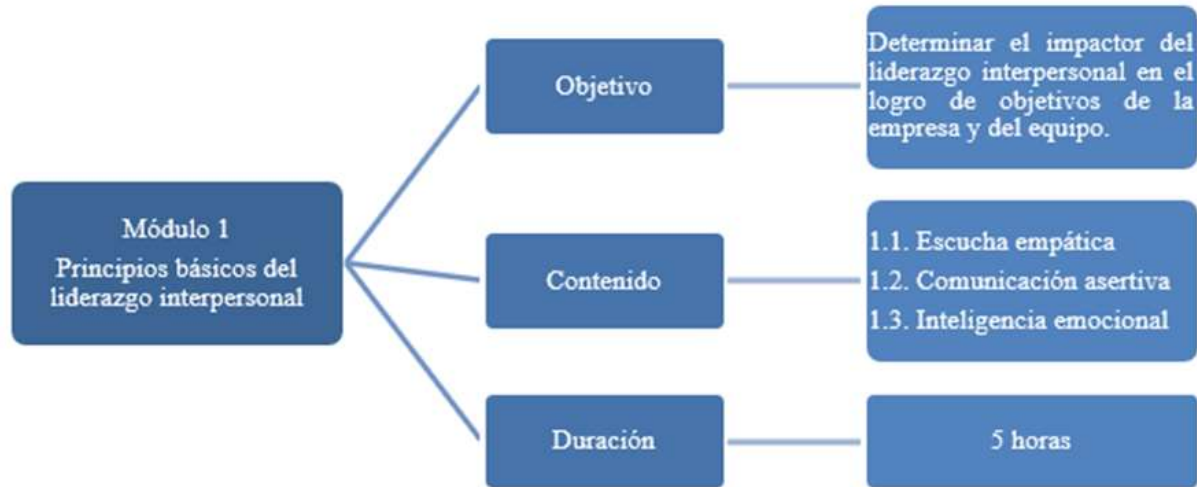 Módulo 1
Principios básicos del
liderazgo interpersonal
Objetivo
Determinar el impactor del
liderazgo interpersonal en el
logro de objetivos de la
empresa y del equipo.
Contenido
1.1. Escucha empática
1.2. Comunicación asertiva
1.3. Inteligencia emocional
Duración
5 horas